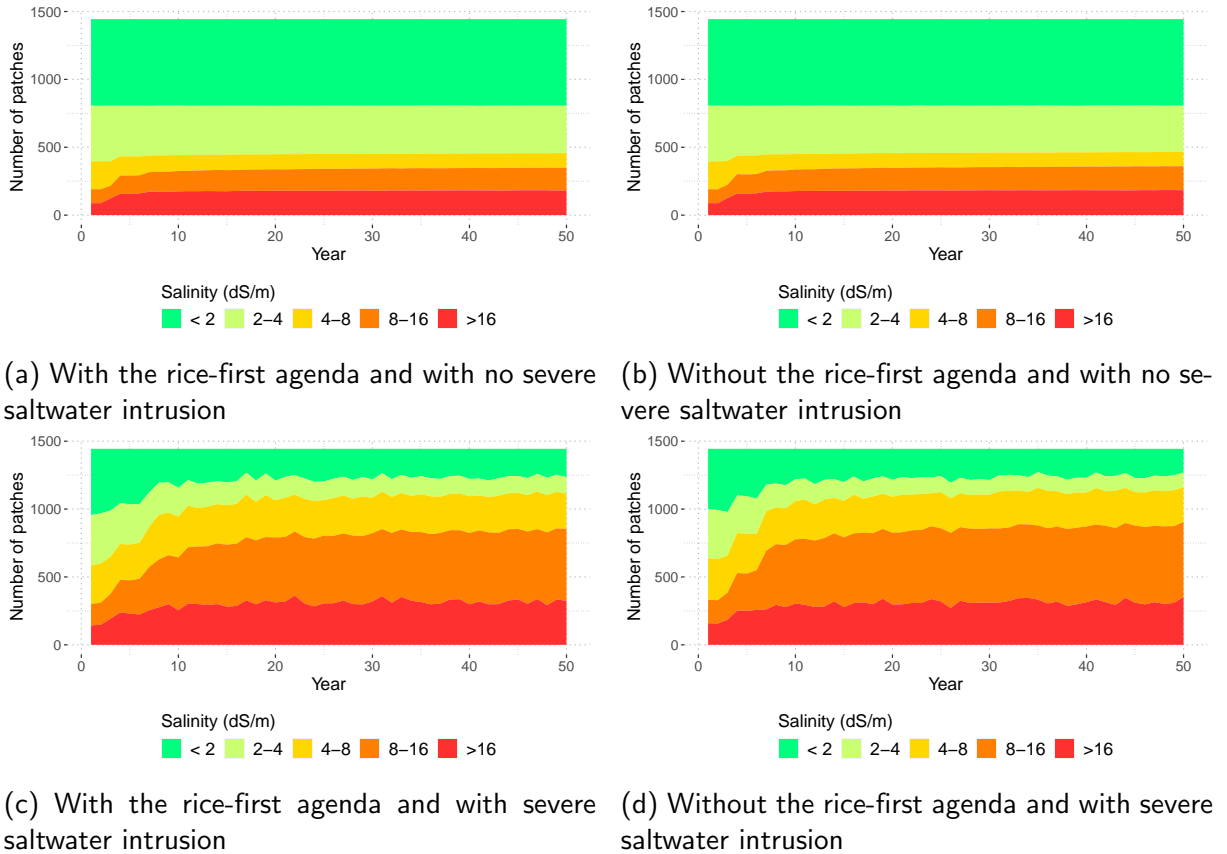 1500
1000
500
0
Number of patches
0 10 20 30 40 50
Year
Salinity (dS/m)
< 2 2–4 4–8 8–16 >16
(a) With the rice-first agenda and with no severe
saltwater intrusion
1500
1000
500
0
Number of patches
0 10 20 30 40 50
Year
Salinity (dS/m)
< 2 2–4 4–8 8–16 >16
(b) Without the rice-first agenda and with no se-
vere saltwater intrusion
1500
1000
500
0
Number of patches
0 10 20 30 40 50
Year
Salinity (dS/m)
< 2 2–4 4–8 8–16 >16
(c) With the rice-first agenda and with severe
saltwater intrusion
1500
1000
500
0
Number of patches
0 10 20 30 40 50
Year
Salinity (dS/m)
< 2 2–4 4–8 8–16 >16
(d) Without the rice-first agenda and with severe
saltwater intrusion